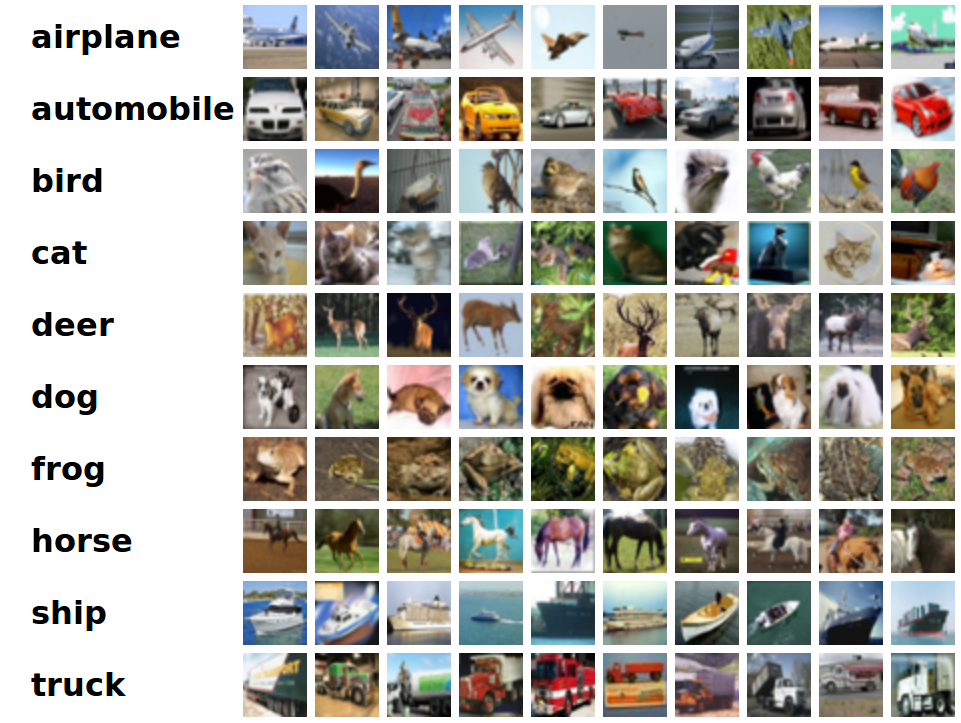 airplane
automobile
bird
cat
deer
dog
frog
horse
ship
truck